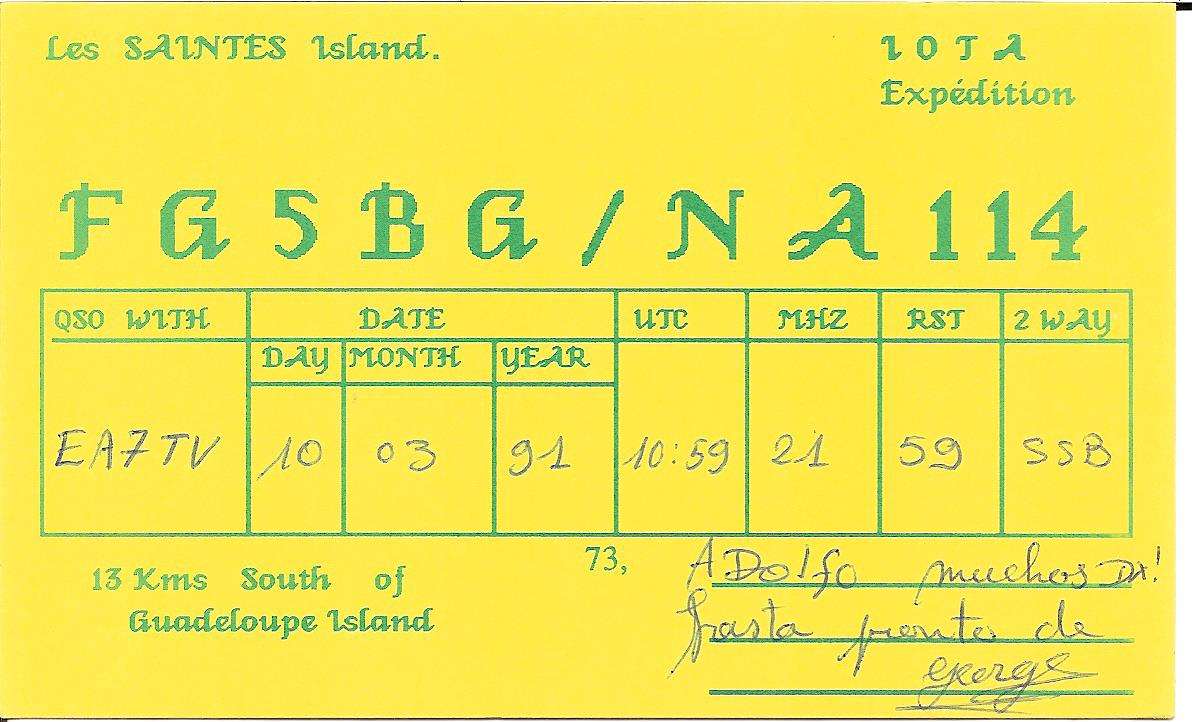 Les SAINTES Island.
IOTA
Expédition
FG5BG/NA114
QSO WITH DATE UTC MHZ RST 2 WAY
DAY MONTH YEAR
EA7TV 10 03 91 10:59 21 59 SSB
13 Kms South of
Guadeloupe Island
73, ADolfo muchos DX!
hasta pronto de
george